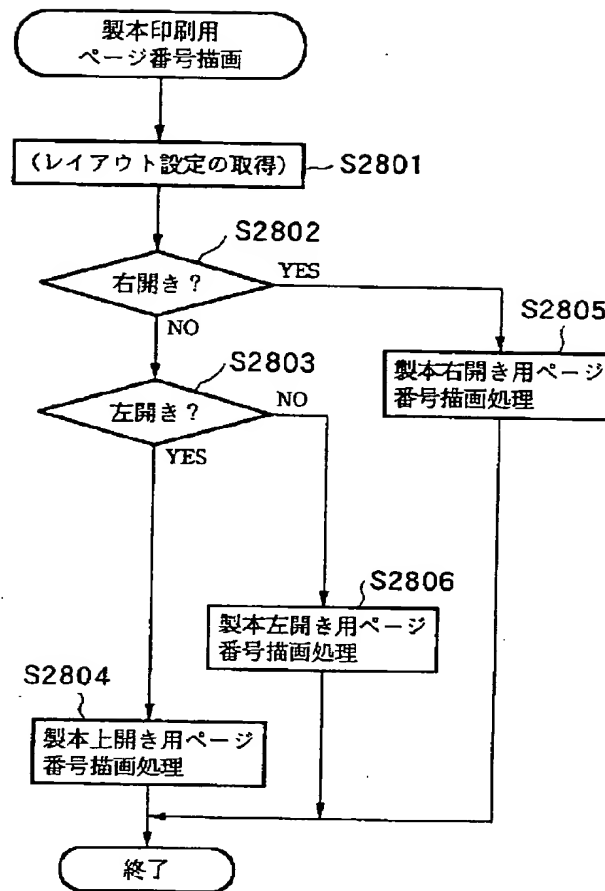 製本印刷用
ページ番号描画
(レイアウト設定の取得)
S2801
S2802
右開き?
YES
NO
S2805
製本右開き用ページ
番号描画処理
S2803
左開き?
NO
YES
S2806
製本左開き用ページ
番号描画処理
S2804
製本上開き用ページ
番号描画処理
終了